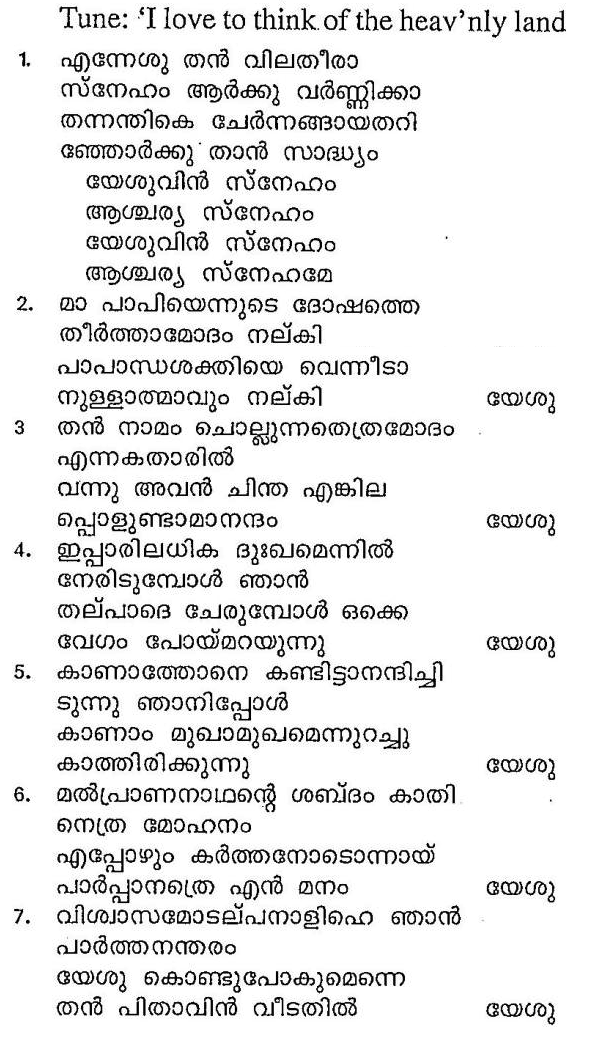 Tune: 'I love to think of the heav'nly land
1. എന്നേശു തൻ വിലതീരാ
സ്നേഹം ആർക്കു വർണ്ണിക്കാ
തന്നന്തികെ ചേർന്നങ്ങായതറി
ഞ്ഞോർക്കു താൻ സാദ്ധ്യം
യേശുവിൻ സ്നേഹം
ആശ്ചര്യ സ്നേഹം
യേശുവിൻ സ്നേഹം
ആശ്ചര്യ സ്നേഹമേ
2. മാ പാപിയെന്നുടെ ദോഷത്തെ
തീർത്താമോദം നല്കി
പാപാന്ധശക്തിയെ വെന്നീടാ
നുള്ളാത്മാവും നല്കി യേശു
3 തൻ നാമം ചൊല്ലുന്നതെത്രമോദം
എന്നകതാരിൽ
വന്നു അവൻ ചിന്ത എങ്കില
പ്പൊളുണ്ടാമാനന്ദം യേശു
4. ഇപ്പാരിലധിക ദുഃഖമെന്നിൽ
നേരിടുമ്പോൾ ഞാൻ
തല്പാദെ ചേരുമ്പോൾ ഒക്കെ
വേഗം പോയ്മറയുന്നു യേശു
5. കാണാത്തോനെ കണ്ടിട്ടാനന്ദിച്ചി
ടുന്നു ഞാനിപ്പോൾ
കാണാം മുഖാമുഖമെന്നുറച്ചു
കാത്തിരിക്കുന്നു യേശു
6. മൽപ്രാണനാഥന്റെ ശബ്ദം കാതി
നെത്ര മോഹനം
എപ്പോഴും കർത്തനോടൊന്നായ്
പാർപ്പാനത്രെ എൻ മനം യേശു
7. വിശ്വാസമോടല്പനാളിഹെ ഞാൻ
പാർത്തനന്തരം
യേശു കൊണ്ടുപോകുമെന്നെ
തൻ പിതാവിൻ വീടതിൽ യേശു